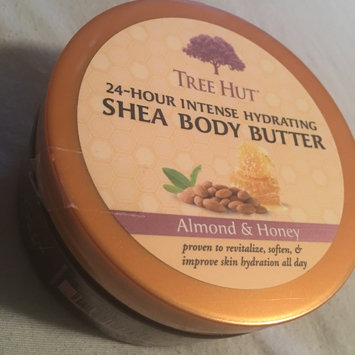 TREE HUT
24-HOUR INTENSE HYDRATING
SHEA BODY BUTTER
Almond & Honey
proven to revitalize, soften, &
improve skin hydration all day